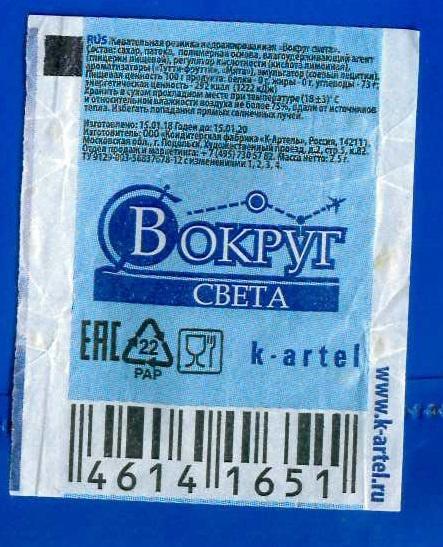 RUS Жевательная резинка недражированная «Вокруг света».
Состав: сахар, патока, полимерная основа, влагоудерживающий агент
(глицерин пищевой), регулятор кислотности (кислота лимонная),
ароматизаторы («Тутти-фрутти», «Мята»), эмульгатор (соевый лецитин).
Пищевая ценность 100 г продукта: белки - 0 г, жиры - 0 г, углеводы - 73 г;
энергетическая ценность - 292 ккал (1222 кДж)
Хранить в сухом прохладном месте при температуре (18±3)° С
и относительной влажности воздуха не более 75%, вдали от источников
тепла. Избегать попадания прямых солнечных лучей.
Изготовлено: 15.01.18 Годен до: 15.01.20
Изготовитель: ООО «Кондитерская фабрика «К-Артель», Россия, 142111,
Московская обл., г. Подольск, Художественный проезд, д.2, стр.5, к.82.
Отдел продаж и маркетинга: +7 (495) 730 57 82. Масса нетто: 2,5 г.
ТУ 9129-003-56837678-12 с изменениями 1, 2, 3, 4.
ВОКРУГ
СВЕТА
EAC 22 PAP k-artel
www.k-artel.ru
4614 1651